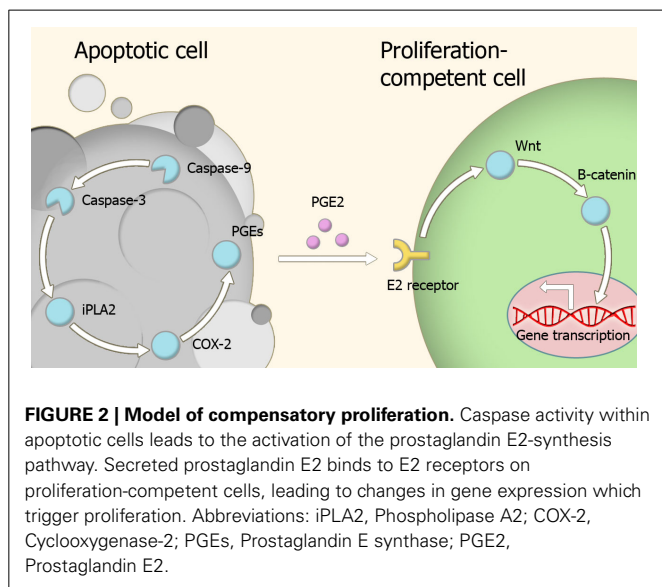 Apoptotic cell
Proliferation-
competent cell
Caspase-9
Caspase-3
PGEs
iPLA2
COX-2
PGE2
E2 receptor
Wnt
B-catenin
Gene transcription
FIGURE 2 | Model of compensatory proliferation. Caspase activity within
apoptotic cells leads to the activation of the prostaglandin E2-synthesis
pathway. Secreted prostaglandin E2 binds to E2 receptors on
proliferation-competent cells, leading to changes in gene expression which
trigger proliferation. Abbreviations: iPLA2, Phospholipase A2; COX-2,
Cyclooxygenase-2; PGEs, Prostaglandin E synthase; PGE2,
Prostaglandin E2.